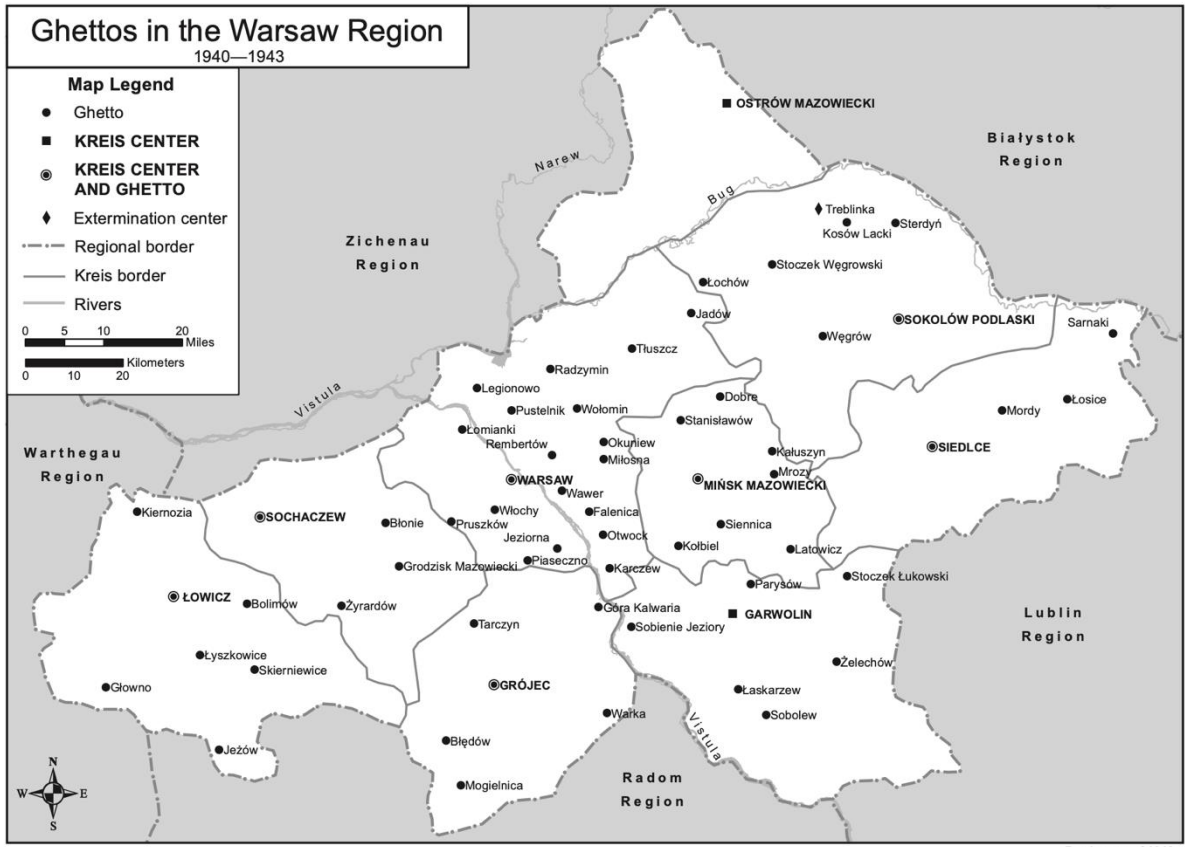 Ghettos in the Warsaw Region
1940—1943
Map Legend
Ghetto
KREIS CENTER
KREIS CENTER
AND GHETTO
Extermination center
Regional border
Kreis border
Rivers
0 5 10 20
Miles
Kilometers
0 10 20
OSTRÓW MAZOWIECKI
Białystok
Region
Narew
Bug
Treblinka
Kosów Lacki
Sterdyń
Zichenau
Region
Stoczek Węgrowski
Łochów
Jadów
SOKOLÓW PODLASKI
Sarnaki
Węgrów
Tłuszcz
Radzymin
Legionowo
Vistula
Dobre
Łosice
Pustelnik
Wołomin
Mordy
Stanisławów
Łomianki
Rembertów
Okuniew
Miłosna
Kałuszyn
SIEDLCE
Warthegau
Region
Mrozy
WARSAW
MIŃSK MAZOWIECKI
Wawer
Kiernozia
SOCHACZEW
Błonie
Pruszków
Włochy
Falenica
Siennica
Jeziorna
Otwock
Kołbiel
Latowicz
Grodzisk Mazowiecki
Piaseczno
Karczew
Parysów
Stoczek Łukowski
ŁOWICZ
Bolimów
Żyrardów
Góra Kalwaria
GARWOLIN
Lublin
Region
Tarczyn
Sobienie Jeziory
Łyszkowice
Skierniewice
Żelechów
Głowno
GRÓJEC
Łaskarzew
Warka
Sobolew
Vistula
Jeżów
Błędów
Mogielnica
Radom
Region
N
W E
S